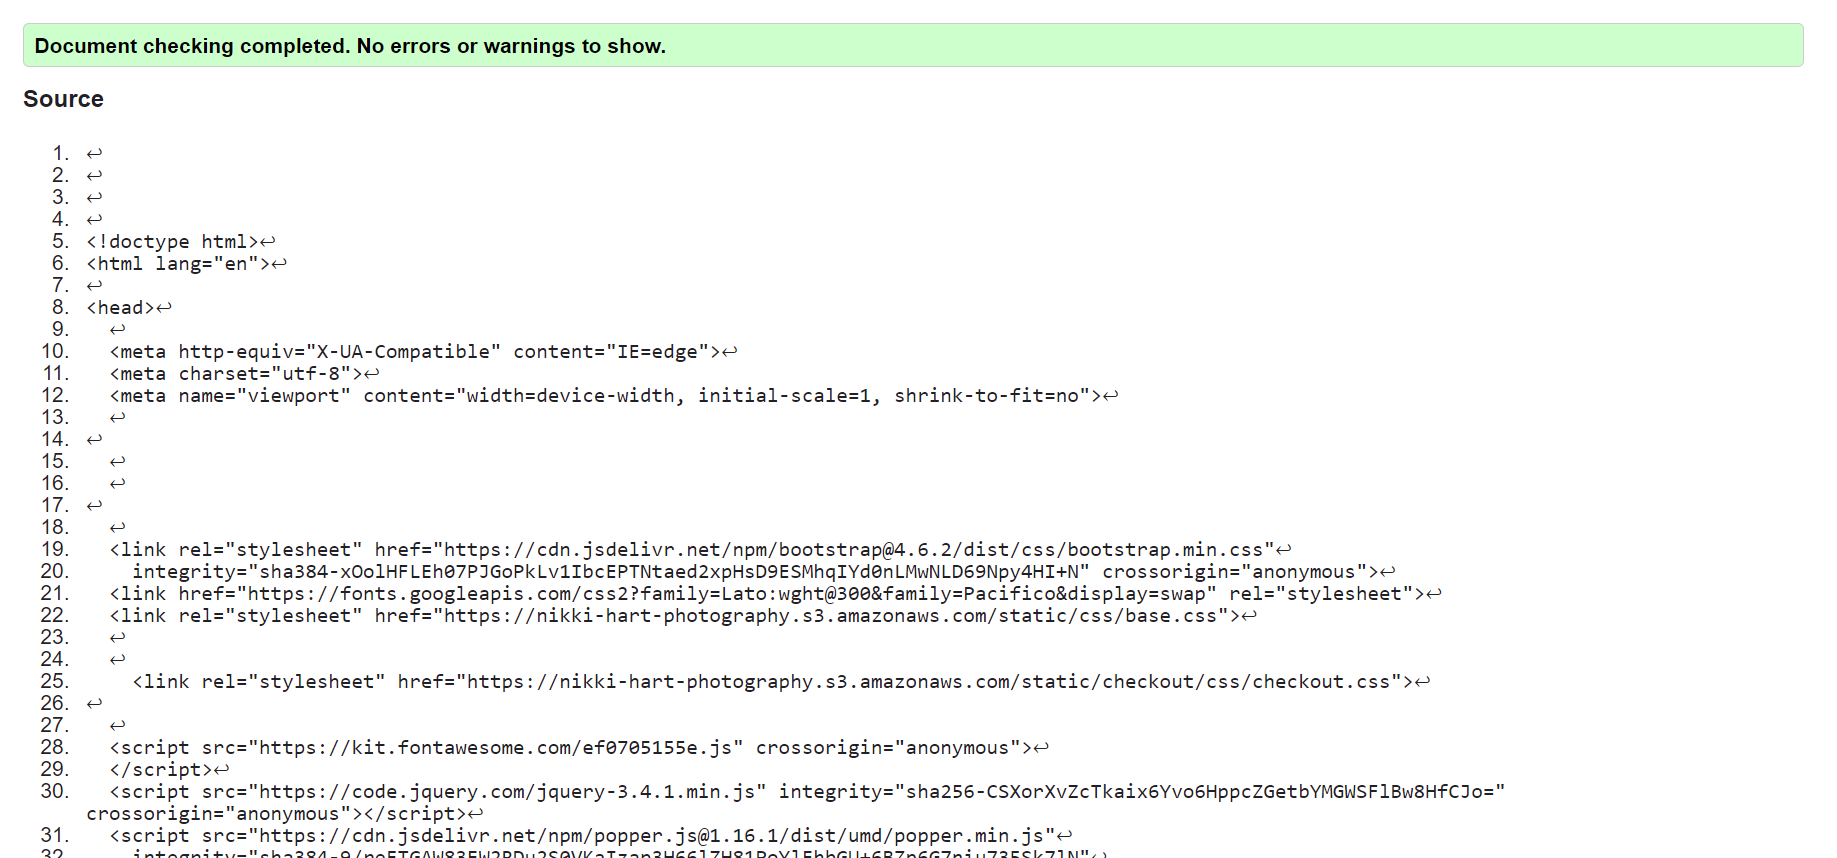 Document checking completed. No errors or warnings to show.
Source
1. ↩
2. ↩
3. ↩
4. ↩
5. <!doctype html>↩
6. <html lang="en">↩
7. ↩
8. <head>↩
9. ↩
10. <meta http-equiv="X-UA-Compatible" content="IE=edge">↩
11. <meta charset="utf-8">↩
12. <meta name="viewport" content="width=device-width, initial-scale=1, shrink-to-fit=no">↩
13. ↩
14. ↩
15. ↩
16. ↩
17. ↩
18. ↩
19. <link rel="stylesheet" href="https://cdn.jsdelivr.net/npm/bootstrap@4.6.2/dist/css/bootstrap.min.css"↩
20. integrity="sha384-xOolHFLEh07PJGoPkLv1IbcEPTNtaed2xpHsD9ESMhqIYd0nLMwNLD69Npy4HI+N" crossorigin="anonymous">↩
21. <link href="https://fonts.googleapis.com/css2?family=Lato:wght@300&family=Pacifico&display=swap" rel="stylesheet">↩
22. <link rel="stylesheet" href="https://nikki-hart-photography.s3.amazonaws.com/static/css/base.css">↩
23. ↩
24. ↩
25. <link rel="stylesheet" href="https://nikki-hart-photography.s3.amazonaws.com/static/checkout/css/checkout.css">↩
26. ↩
27. ↩
28. <script src="https://kit.fontawesome.com/ef0705155e.js" crossorigin="anonymous">↩
29. </script>↩
30. <script src="https://code.jquery.com/jquery-3.4.1.min.js" integrity="sha256-CSXorXvZcTkaix6Yvo6HppcZGetbYMGWSFlBw8HfCJo="
crossorigin="anonymous"></script>↩
31. <script src="https://cdn.jsdelivr.net/npm/popper.js@1.16.1/dist/umd/popper.min.js"↩
32.